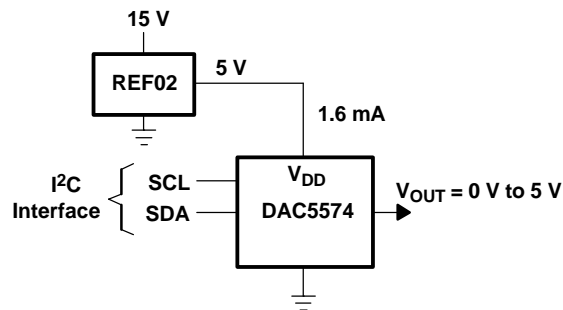 15 V
REF02
5 V
1.6 mA
I²C
Interface
SCL
SDA
VDD
DAC5574
VOUT = 0 V to 5 V